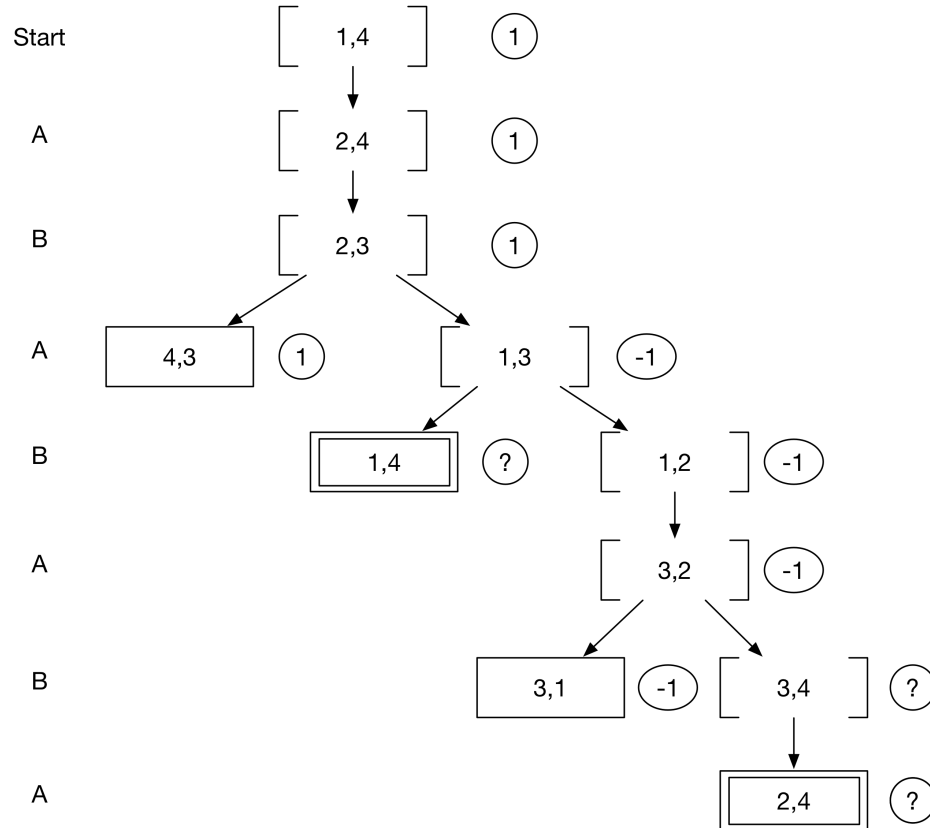 Start 1,4 1
A 2,4 1
B 2,3 1
A 4,3 1 1,3 -1
B 1,4 ? 1,2 -1
A 3,2 -1
B 3,1 -1 3,4 ?
A 2,4 ?